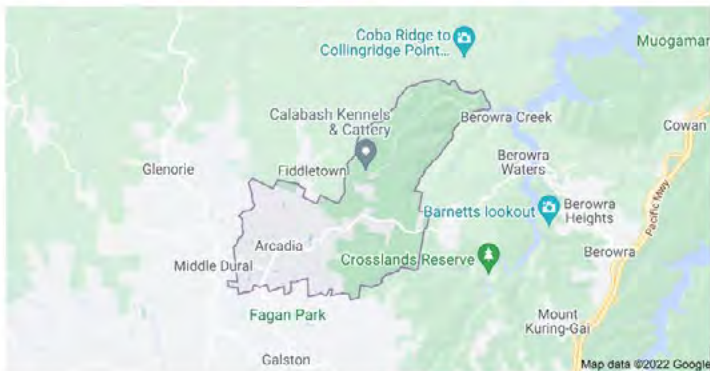 Coba Ridge to
Collingridge Point...
Muogamar
Calabash Kennels
& Cattery
Berowra Creek
Cowan
Glenorie
Fiddletown
Berowra
Waters
Pacific Mwy
Barnetts lookout
Berowra
Heights
Arcadia
Middle Dural
Crosslands Reserve
Berowra
Fagan Park
Mount
Kuring-Gai
Galston
Map data ©2022 Google